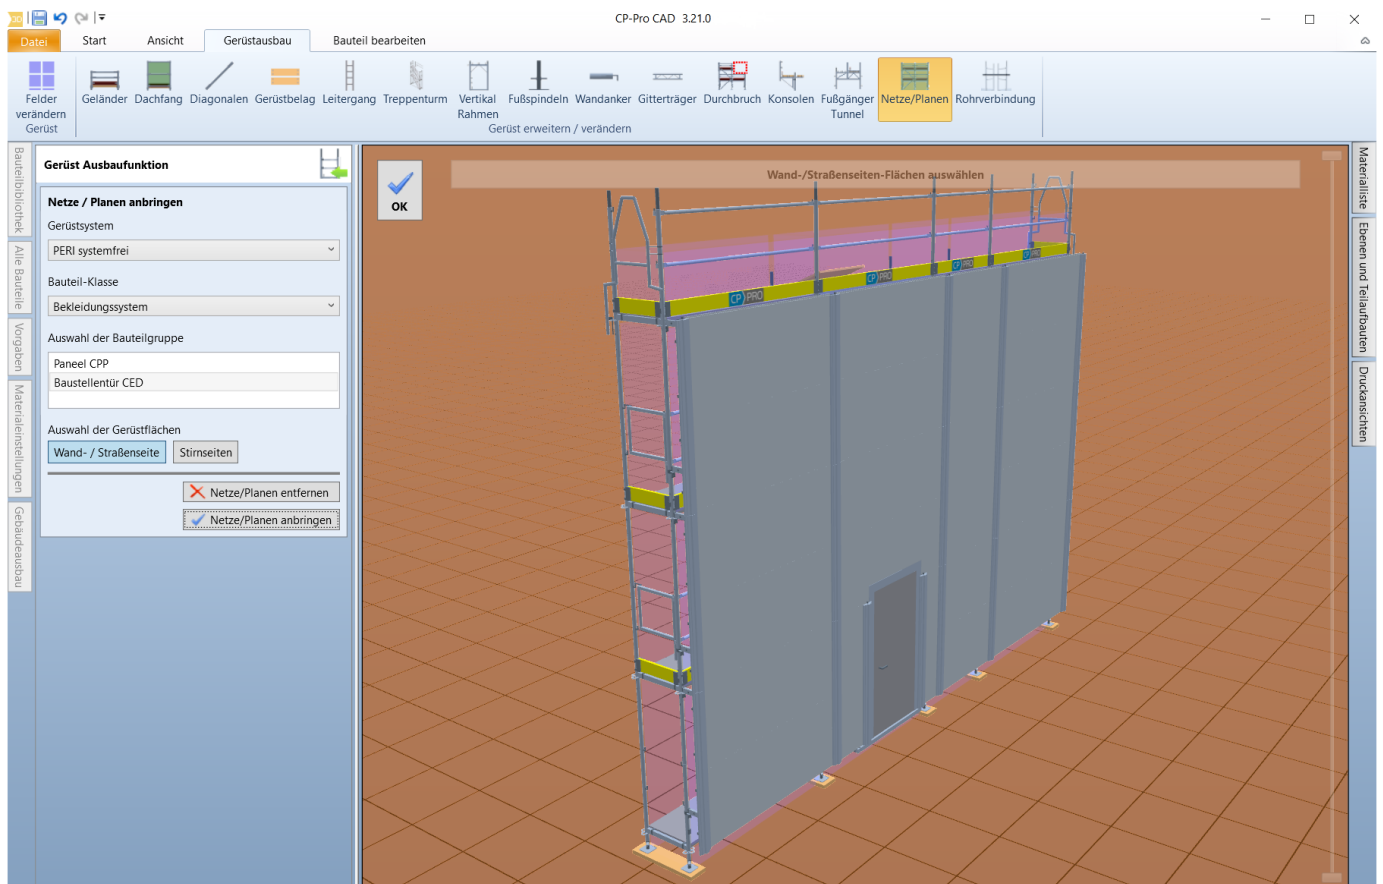 CP-Pro CAD 3.21.0
Datei
Start
Ansicht
Gerüstausbau
Bauteil bearbeiten
Felder
verändern
Gerüst
Geländer
Dachfang
Diagonalen
Gerüstbelag
Leitergang
Treppenturm
Vertikal
Rahmen
Fußspindeln
Wandanker
Gitterträger
Durchbruch
Konsolen
Fußgänger
Tunnel
Netze/Planen
Rohrverbindung
Gerüst erweitern / verändern
Bauteilbibliothek
Alle Bauteile
Vorgaben
Materialeinstellungen
Gebäudeausbau
Gerüst Ausbaufunktion
Netze / Planen anbringen
Gerüstsystem
PERI systemfrei
Bauteil-Klasse
Bekleidungssystem
Auswahl der Bauteilgruppe
Paneel CPP
Baustellentür CED
Auswahl der Gerüstflächen
Wand- / Straßenseite
Stirnseiten
Netze/Planen entfernen
Netze/Planen anbringen
OK
Wand-/Straßenseiten-Flächen auswählen
CP PRO
CP PRO
CP PRO
CP PRO
Materialliste
Ebenen und Teilaufbauten
Druckansichten